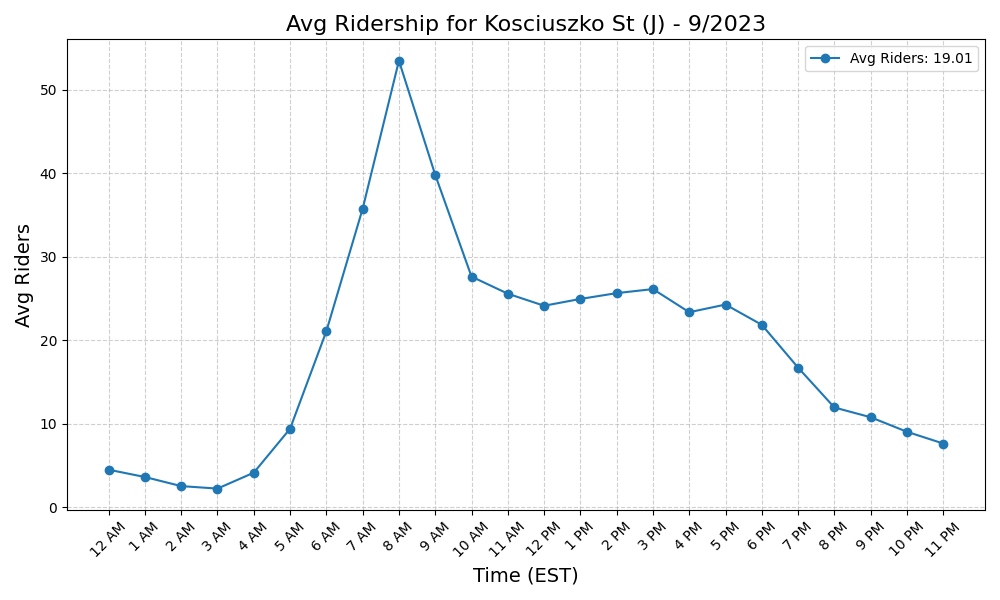 Avg Ridership for Kosciuszko St (J) - 9/2023
Avg Riders: 19.01
Avg Riders
50
40
30
20
10
0
12 AM
1 AM
2 AM
3 AM
4 AM
5 AM
6 AM
7 AM
8 AM
9 AM
10 AM
11 AM
12 PM
1 PM
2 PM
3 PM
4 PM
5 PM
6 PM
7 PM
8 PM
9 PM
10 PM
11 PM
Time (EST)